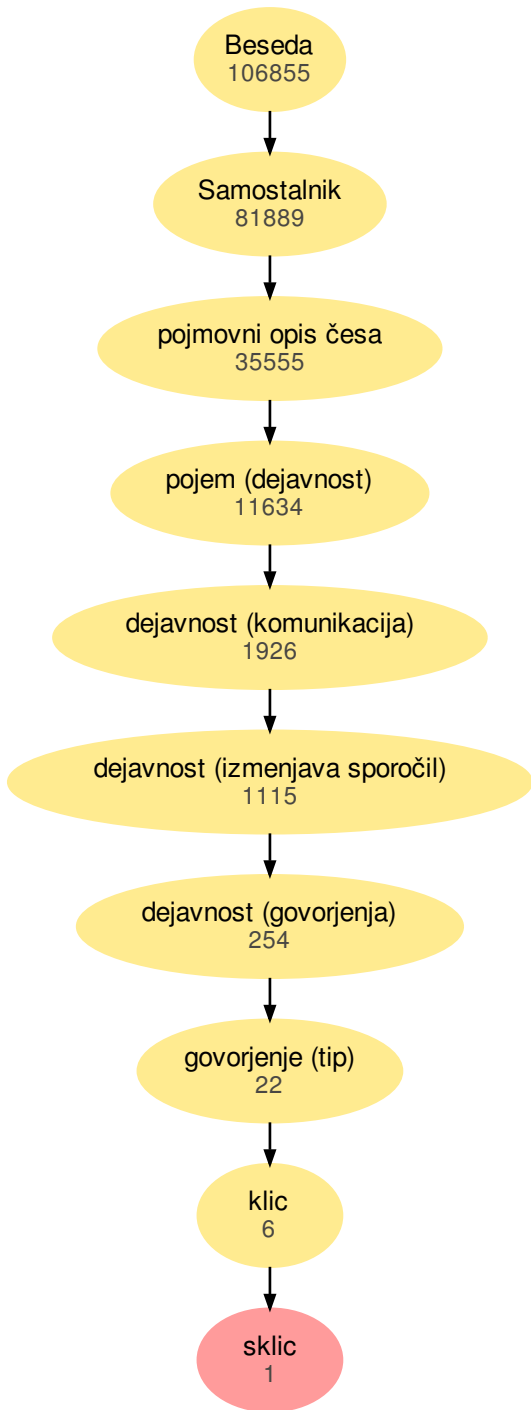 Beseda
106855
Samostalnik
81889
pojmovni opis česa
35555
pojem (dejavnost)
11634
dejavnost (komunikacija)
1926
dejavnost (izmenjava sporočil)
1115
dejavnost (govorjenja)
254
govorjenje (tip)
22
klic
6
sklic
1